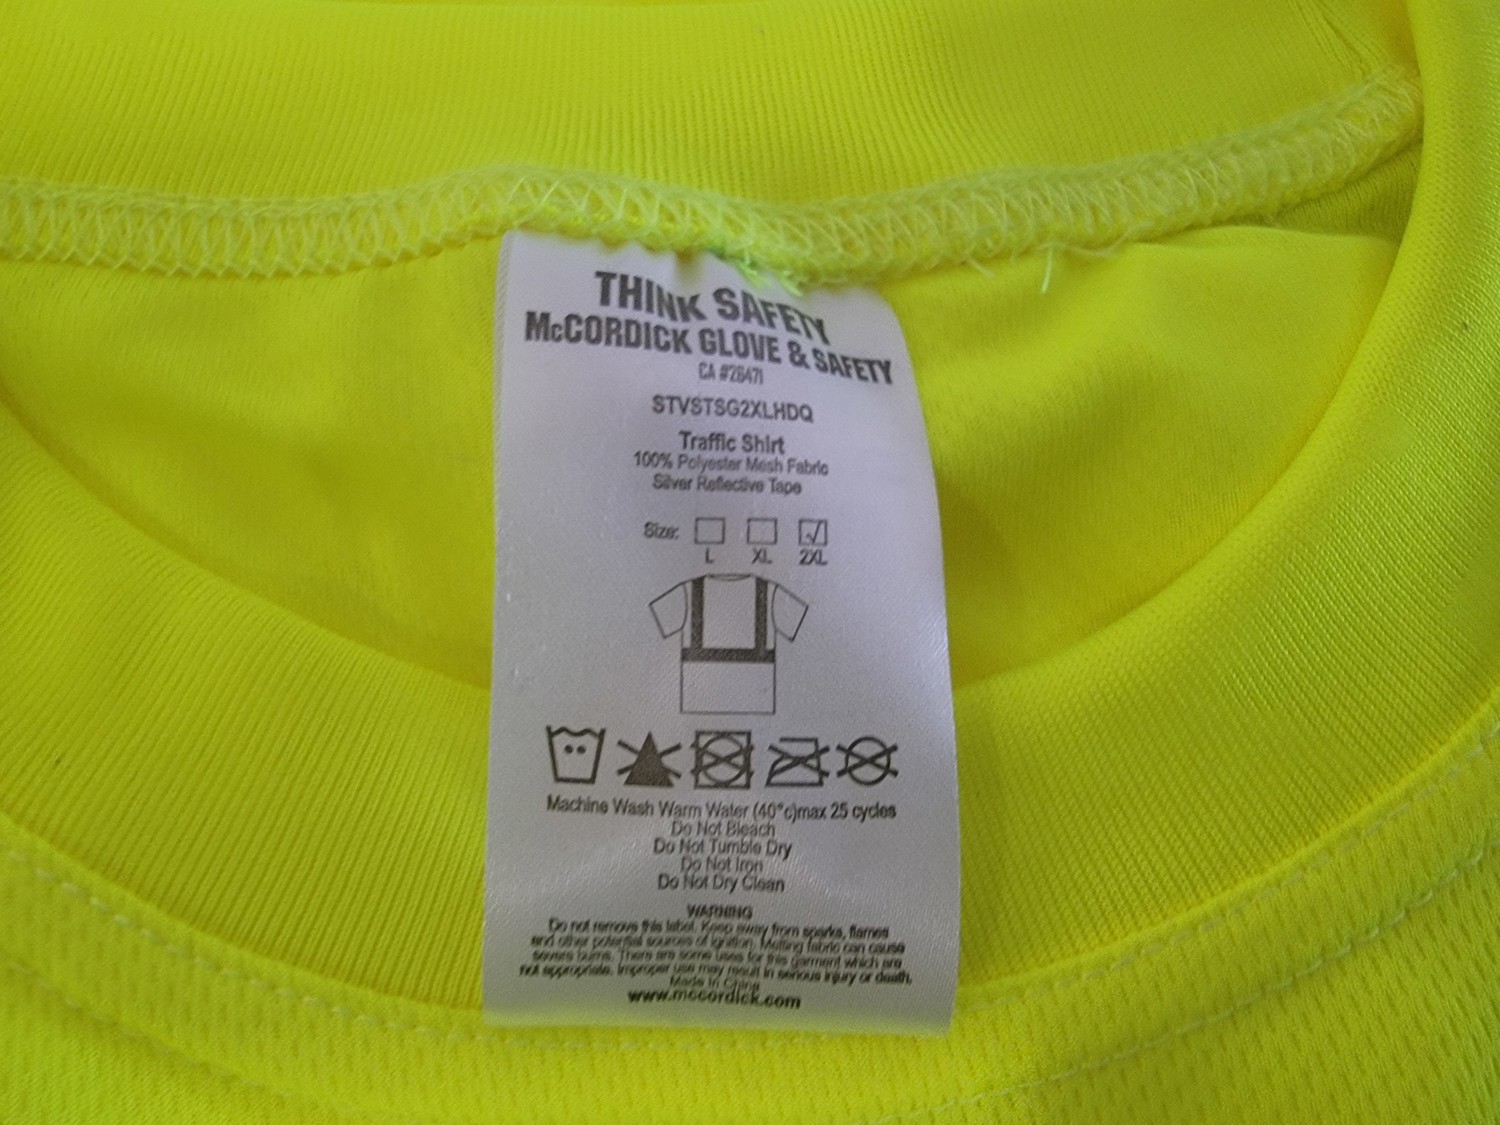 THINK SAFETY
McCORDICK GLOVE & SAFETY
CA #26471
STVSTSG2XLHDQ
Traffic Shirt
100% Polyester Mesh Fabric
Silver Reflective Tape
Size:
L XL 2XL
Machine Wash Warm Water (40°c)max 25 cycles
Do Not Bleach
Do Not Tumble Dry
Do Not Iron
Do Not Dry Clean
WARNING
Do not remove this label. Keep away from sparks, flames
and other potential sources of ignition. Melting fabric can cause
severe burns. There are some uses for this garment which are
not appropriate. Improper use may result in serious injury or death.
Made In China
www.mccordick.com